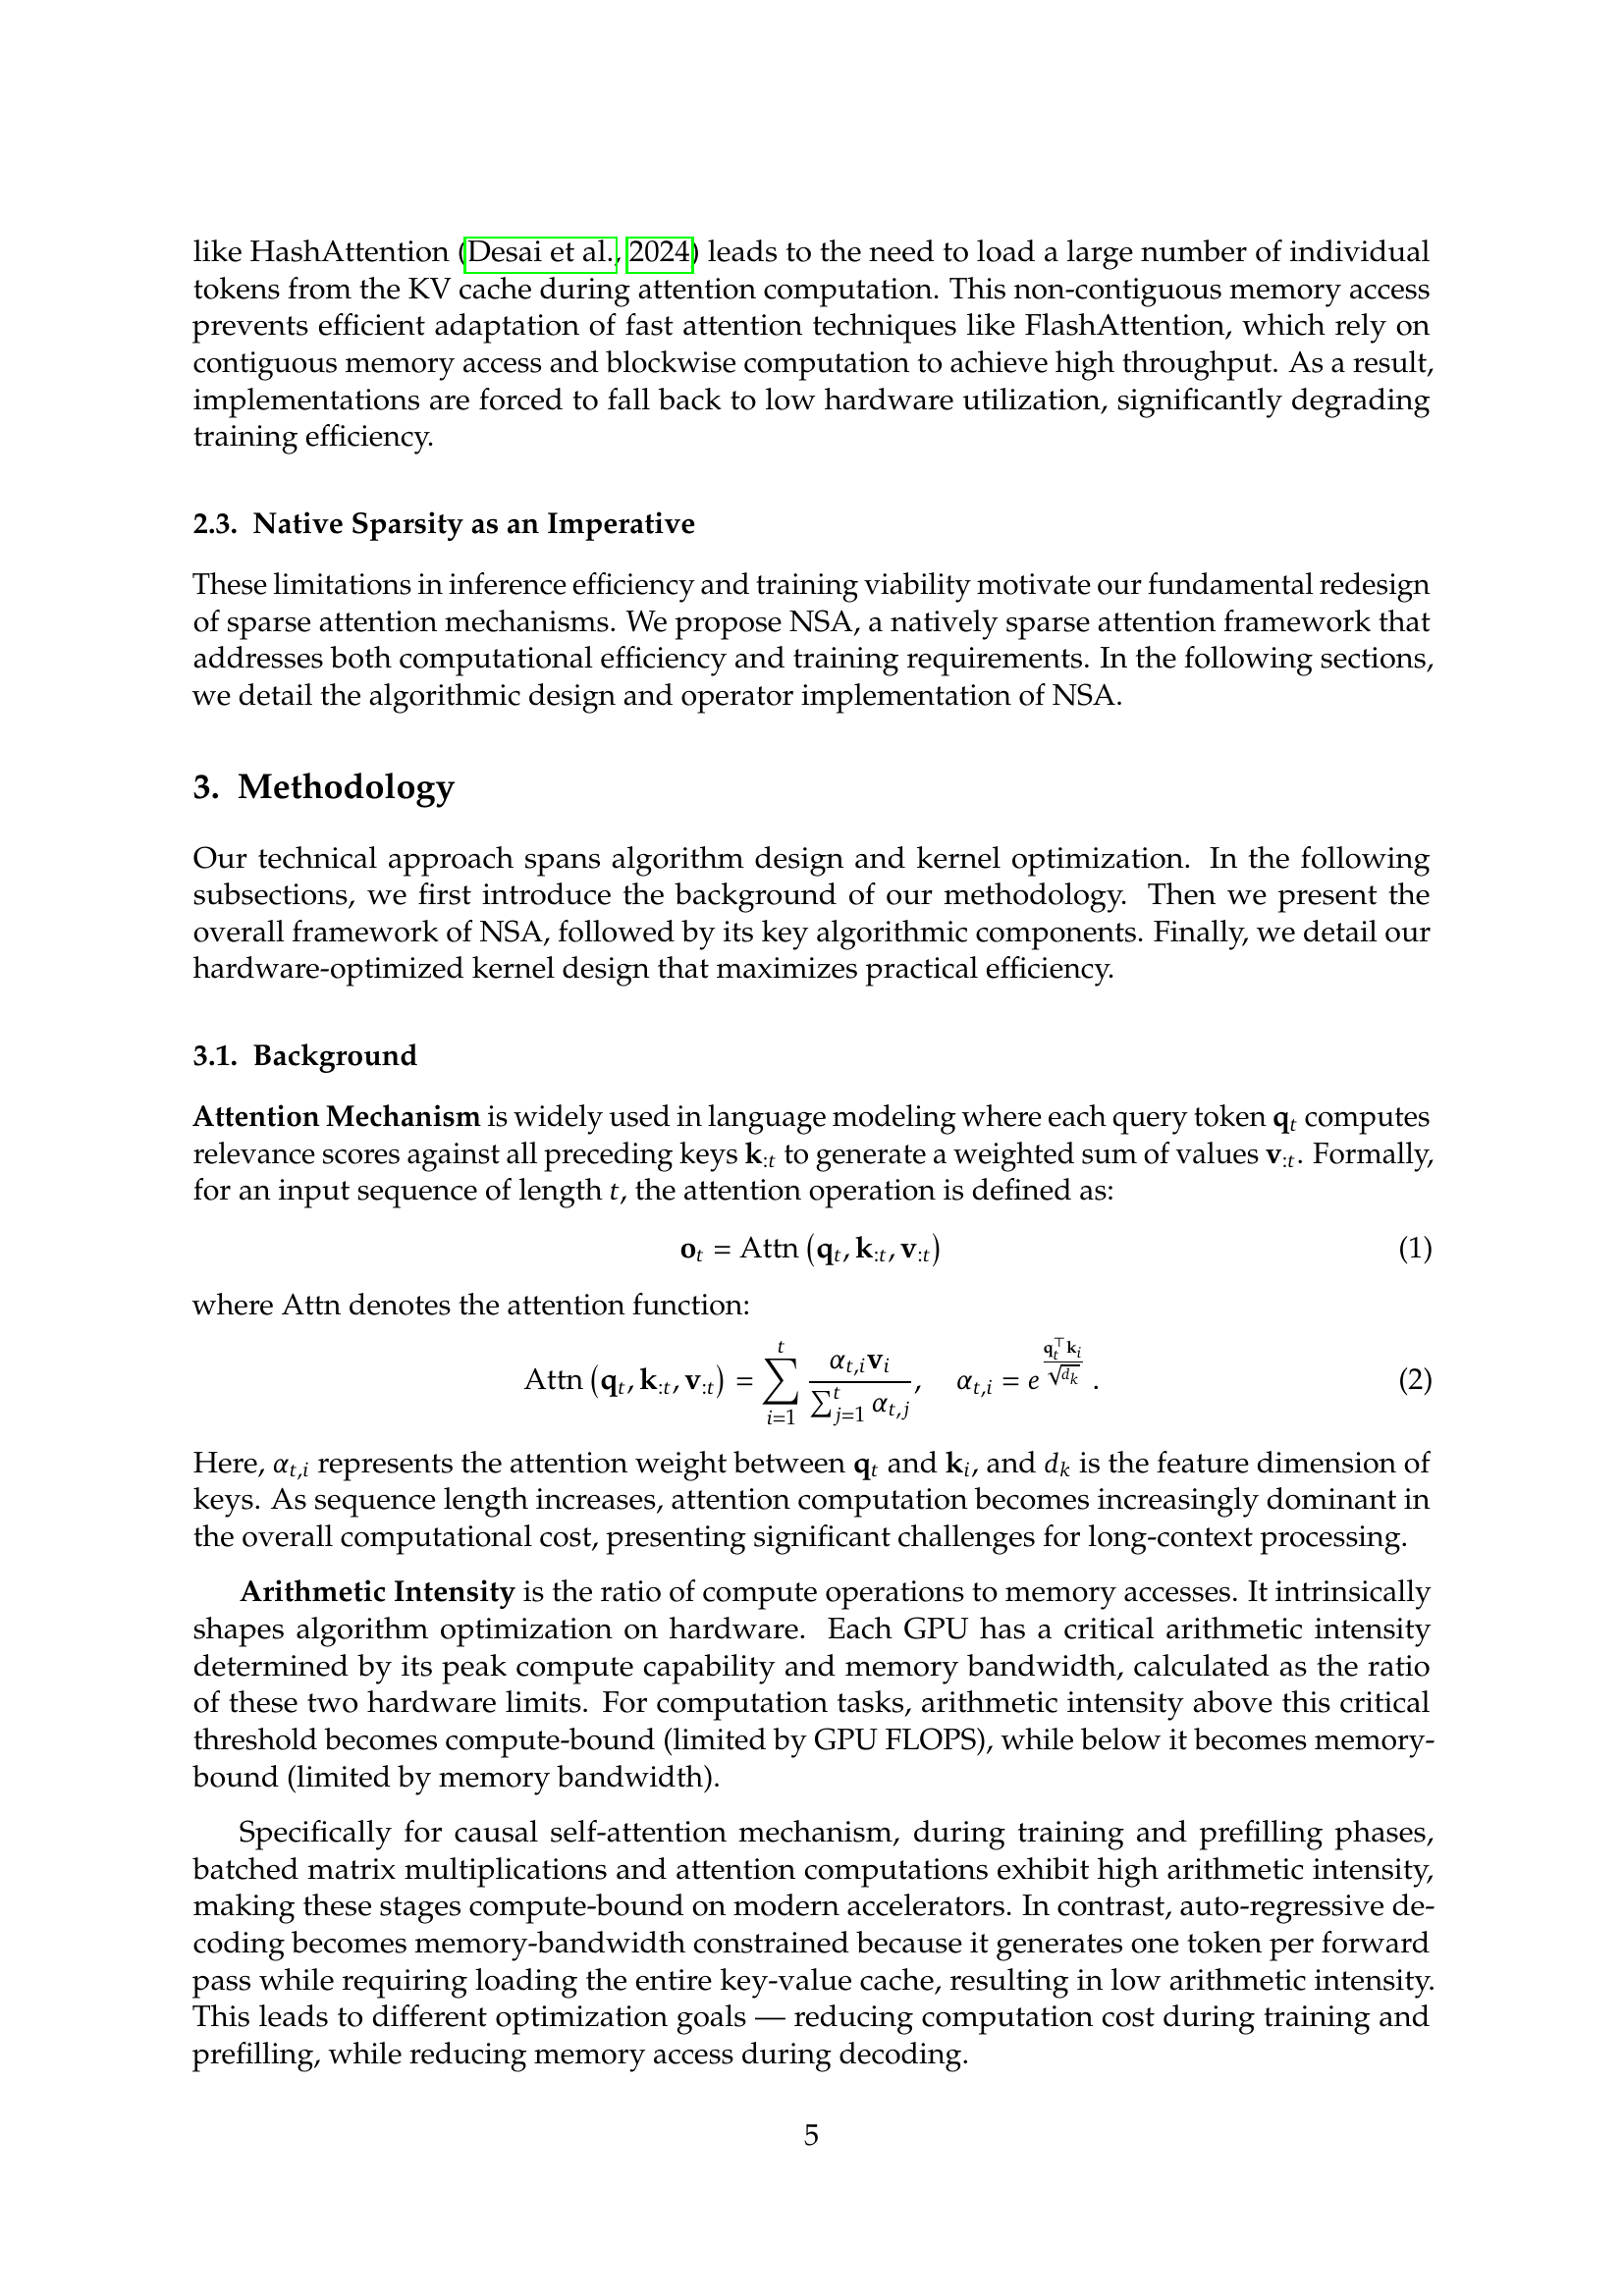 like HashAttention (Desai et al., 2024) leads to the need to load a large number of individual
tokens from the KV cache during attention computation. This non-contiguous memory access
prevents efficient adaptation of fast attention techniques like FlashAttention, which rely on
contiguous memory access and blockwise computation to achieve high throughput. As a result,
implementations are forced to fall back to low hardware utilization, significantly degrading
training efficiency.
2.3. Native Sparsity as an Imperative
These limitations in inference efficiency and training viability motivate our fundamental redesign
of sparse attention mechanisms. We propose NSA, a natively sparse attention framework that
addresses both computational efficiency and training requirements. In the following sections,
we detail the algorithmic design and operator implementation of NSA.
3. Methodology
Our technical approach spans algorithm design and kernel optimization. In the following
subsections, we first introduce the background of our methodology. Then we present the
overall framework of NSA, followed by its key algorithmic components. Finally, we detail our
hardware-optimized kernel design that maximizes practical efficiency.
3.1. Background
Attention Mechanism is widely used in language modeling where each query token $\mathbf{q}_t$ computes
relevance scores against all preceding keys $\mathbf{k}_{:t}$ to generate a weighted sum of values $\mathbf{v}_{:t}$. Formally,
for an input sequence of length $t$, the attention operation is defined as:
$\mathbf{o}_t = \text{Attn}\left(\mathbf{q}_t, \mathbf{k}_{:t}, \mathbf{v}_{:t}\right)$ (1)
where Attn denotes the attention function:
$\text{Attn}\left(\mathbf{q}_t, \mathbf{k}_{:t}, \mathbf{v}_{:t}\right) = \sum_{i=1}^{t} \frac{\alpha_{t,i}\mathbf{v}_i}{\sum_{j=1}^{t} \alpha_{t,j}}, \quad \alpha_{t,i} = e^{\frac{\mathbf{q}_t^\top \mathbf{k}_i}{\sqrt{d_k}}}.$ (2)
Here, $\alpha_{t,i}$ represents the attention weight between $\mathbf{q}_t$ and $\mathbf{k}_i$, and $d_k$ is the feature dimension of
keys. As sequence length increases, attention computation becomes increasingly dominant in
the overall computational cost, presenting significant challenges for long-context processing.
Arithmetic Intensity is the ratio of compute operations to memory accesses. It intrinsically
shapes algorithm optimization on hardware. Each GPU has a critical arithmetic intensity
determined by its peak compute capability and memory bandwidth, calculated as the ratio
of these two hardware limits. For computation tasks, arithmetic intensity above this critical
threshold becomes compute-bound (limited by GPU FLOPS), while below it becomes memory-
bound (limited by memory bandwidth).
Specifically for causal self-attention mechanism, during training and prefilling phases,
batched matrix multiplications and attention computations exhibit high arithmetic intensity,
making these stages compute-bound on modern accelerators. In contrast, auto-regressive de-
coding becomes memory-bandwidth constrained because it generates one token per forward
pass while requiring loading the entire key-value cache, resulting in low arithmetic intensity.
This leads to different optimization goals — reducing computation cost during training and
prefilling, while reducing memory access during decoding.
5